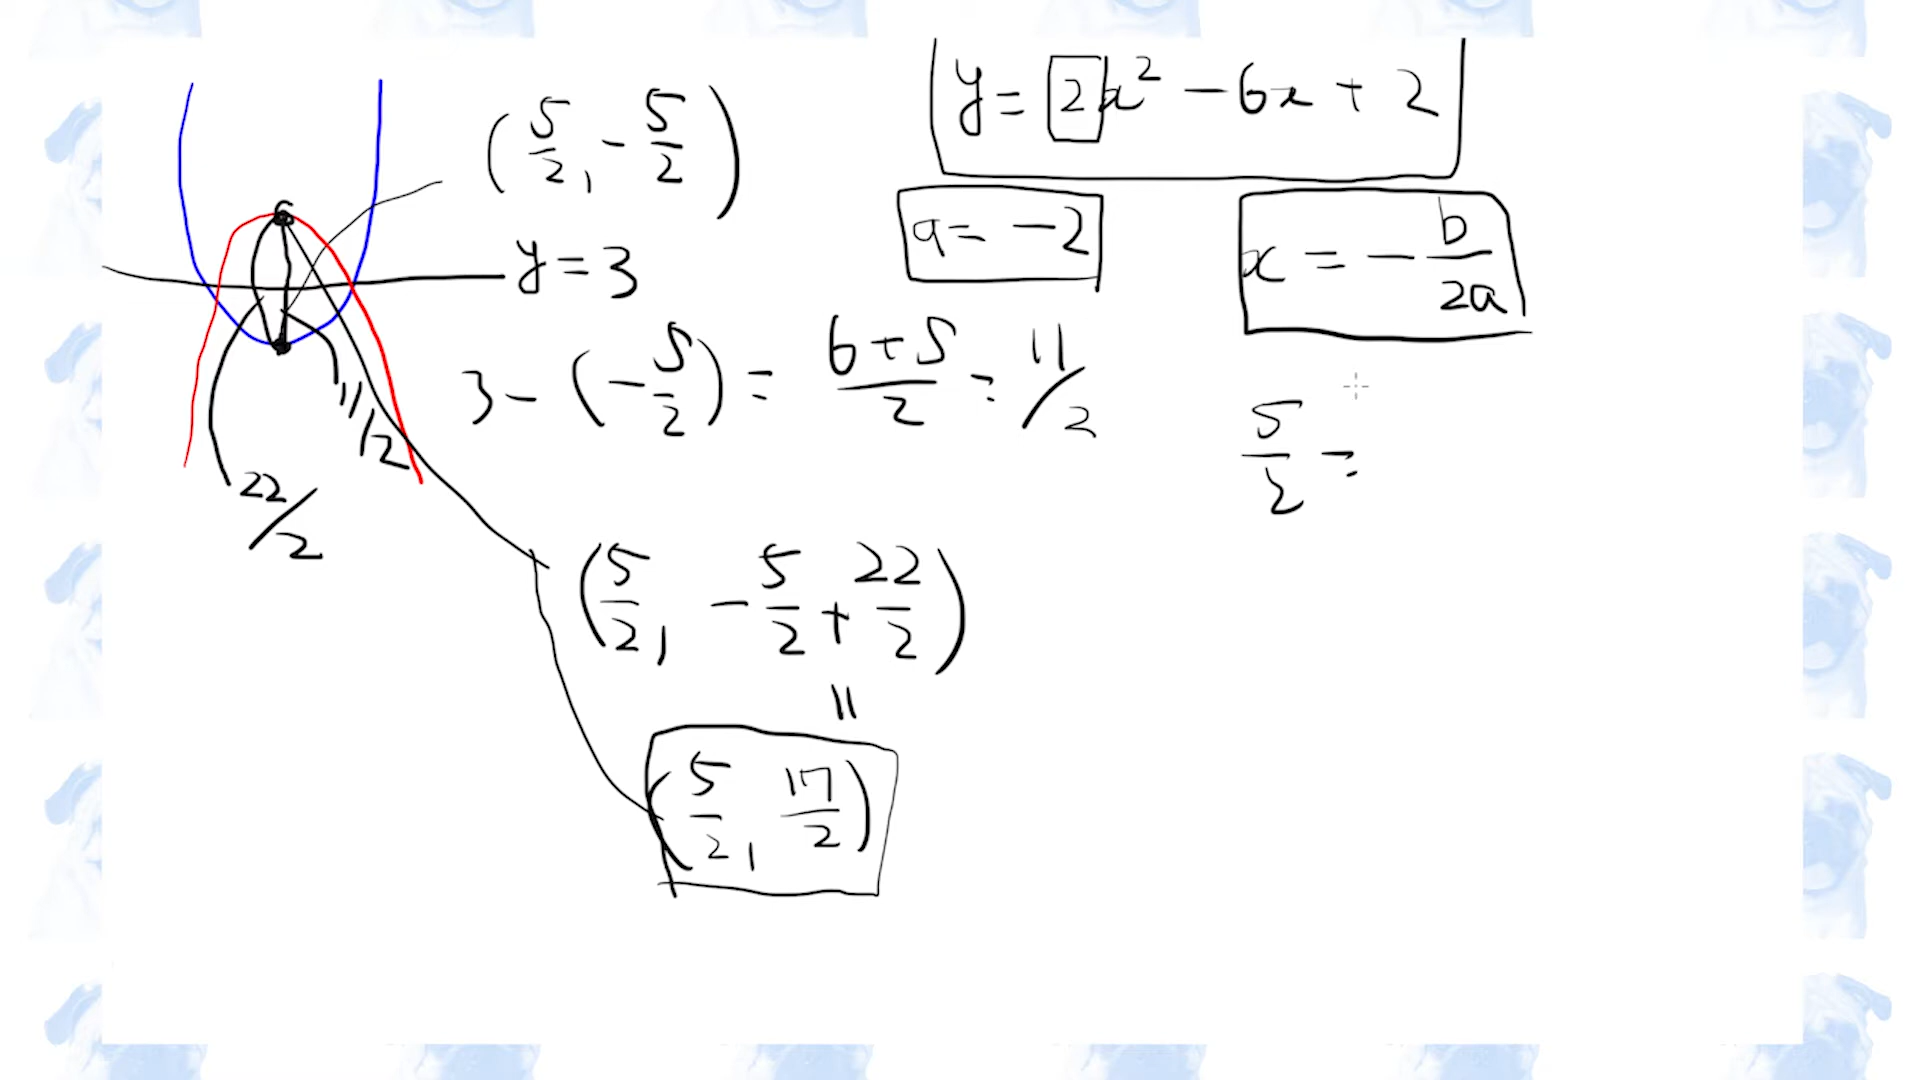 y = 2x² - 6x + 2
(5/2, -5/2)
a = -2
x = - b/2a
y = 3
3 - (-5/2) = (6+5)/2 = 11/2
11/2
5/2 =
22/2
(5/2, -5/2 + 22/2)
=
(5/2, 17/2)